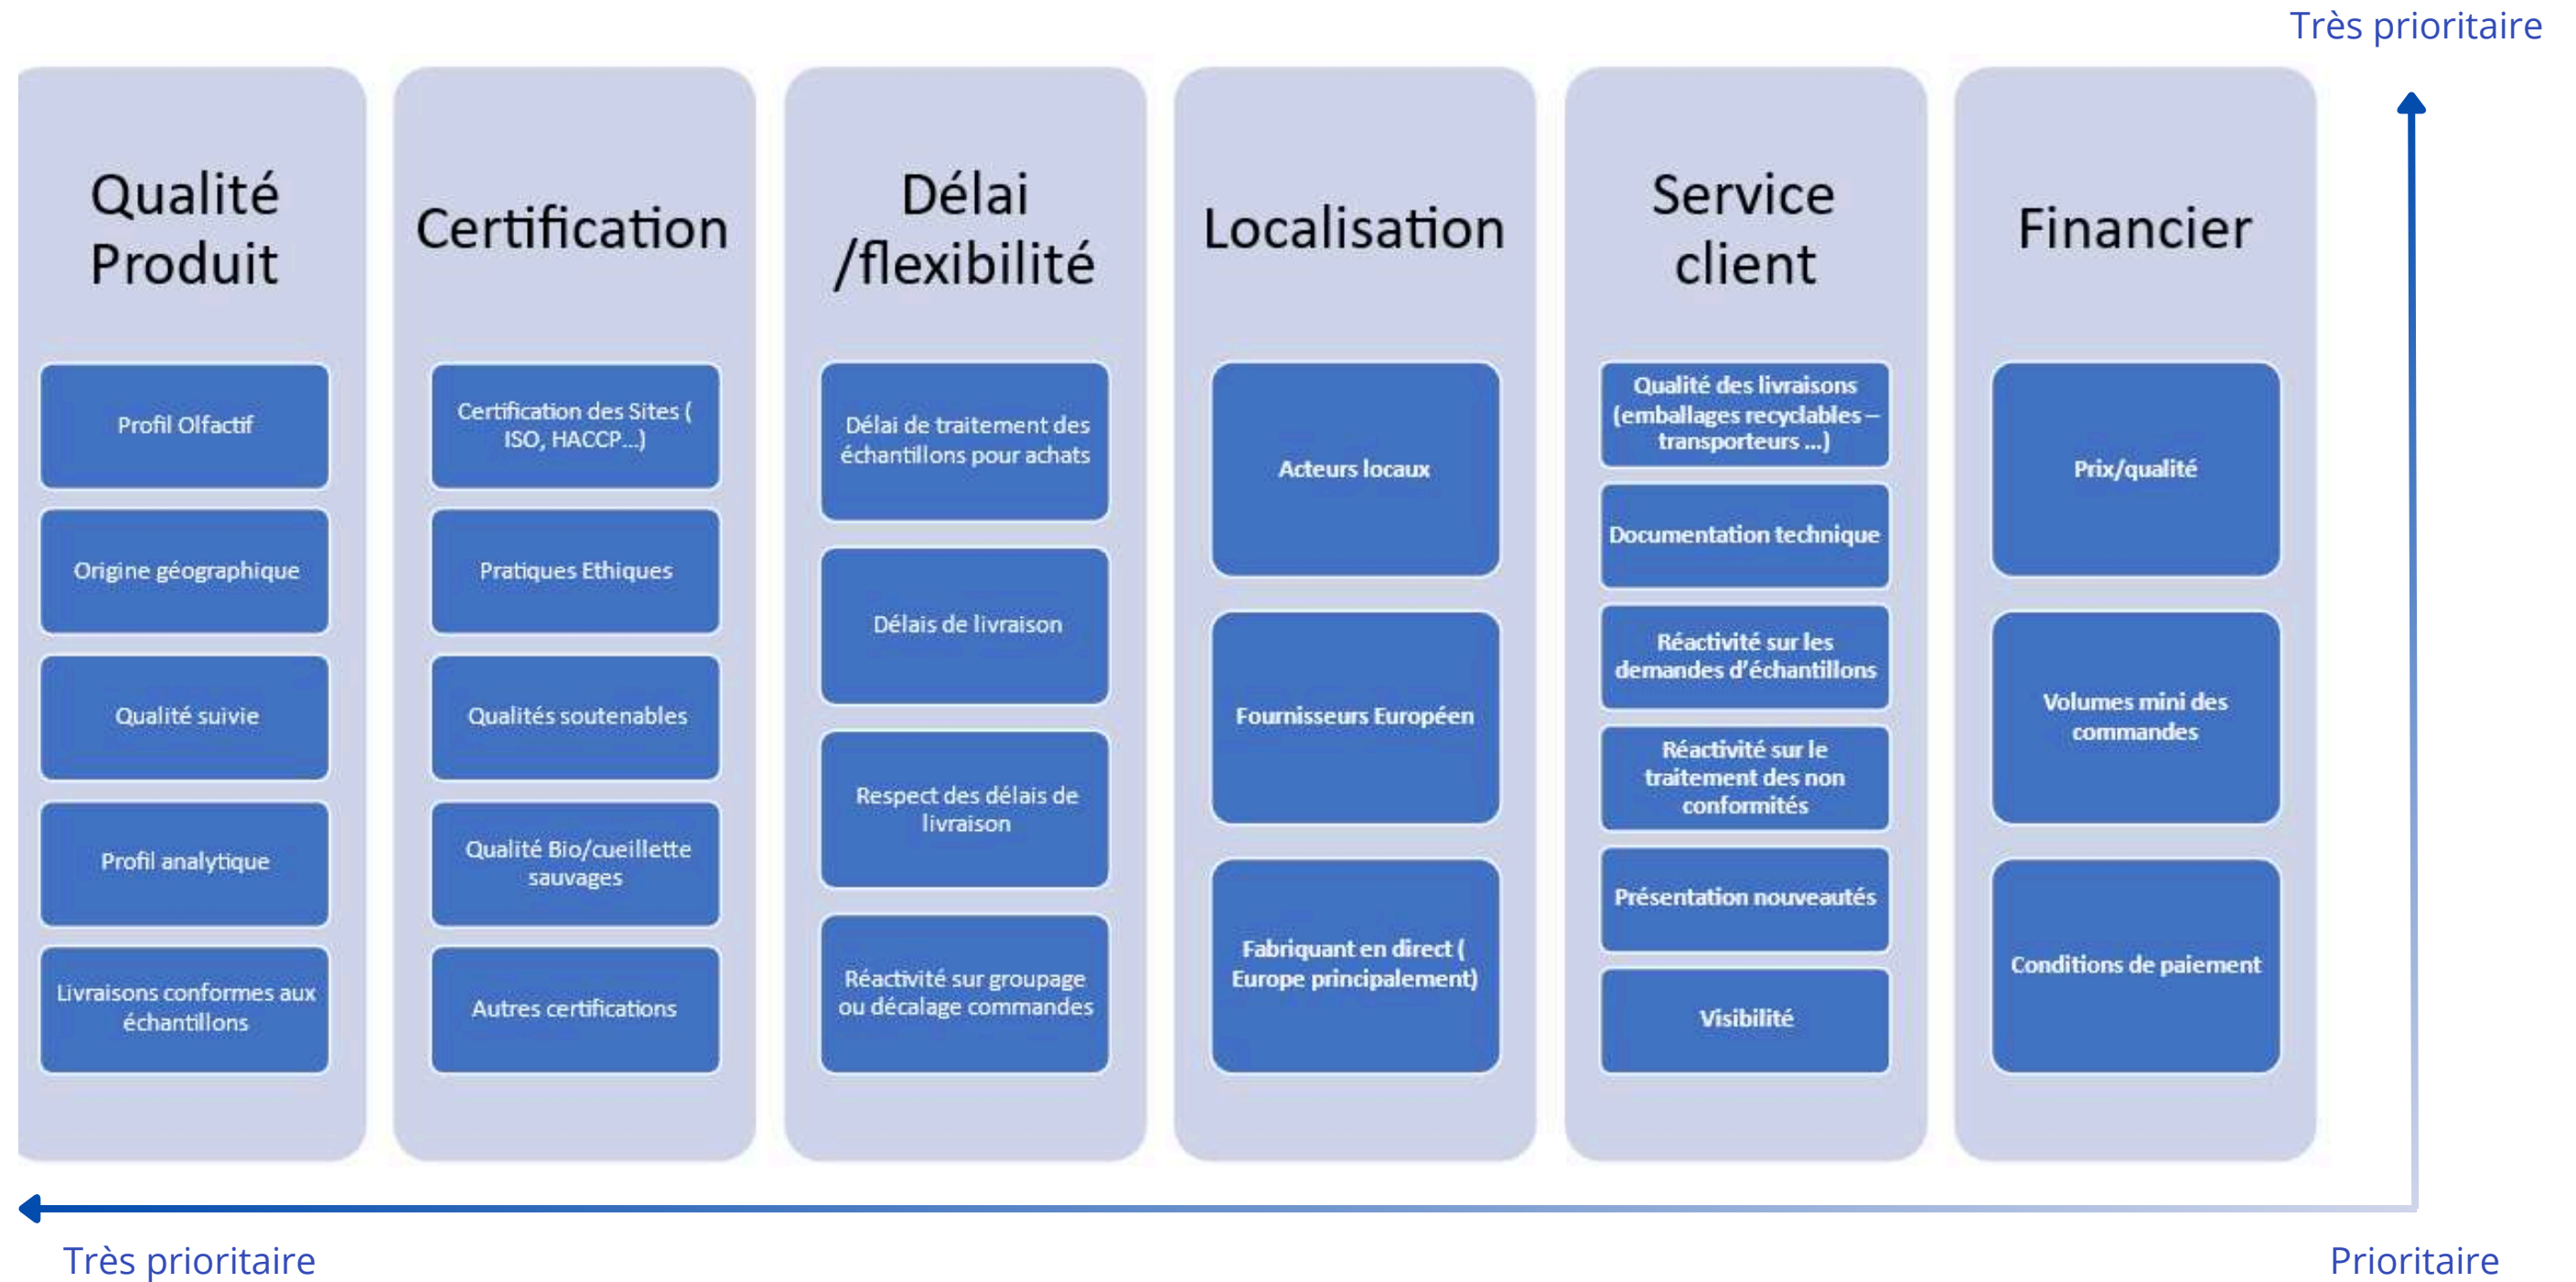 Très prioritaire
Qualité
Produit
Profil Olfactif
Origine géographique
Qualité suivie
Profil analytique
Livraisons conformes aux
échantillons
Certification
Certification des Sites (
ISO, HACCP...)
Pratiques Ethiques
Qualités soutenables
Qualité Bio/cueillette
sauvages
Autres certifications
Délai
/flexibilité
Délai de traitement des
échantillons pour achats
Délais de livraison
Respect des délais de
livraison
Réactivité sur groupage
ou décalage commandes
Localisation
Acteurs locaux
Fournisseurs Européen
Fabriquant en direct (
Europe principalement)
Service
client
Qualité des livraisons
(emballages recyclables –
transporteurs ...)
Documentation technique
Réactivité sur les
demandes d’échantillons
Réactivité sur le
traitement des non
conformités
Présentation nouveautés
Visibilité
Financier
Prix/qualité
Volumes mini des
commandes
Conditions de paiement
Très prioritaire
Prioritaire